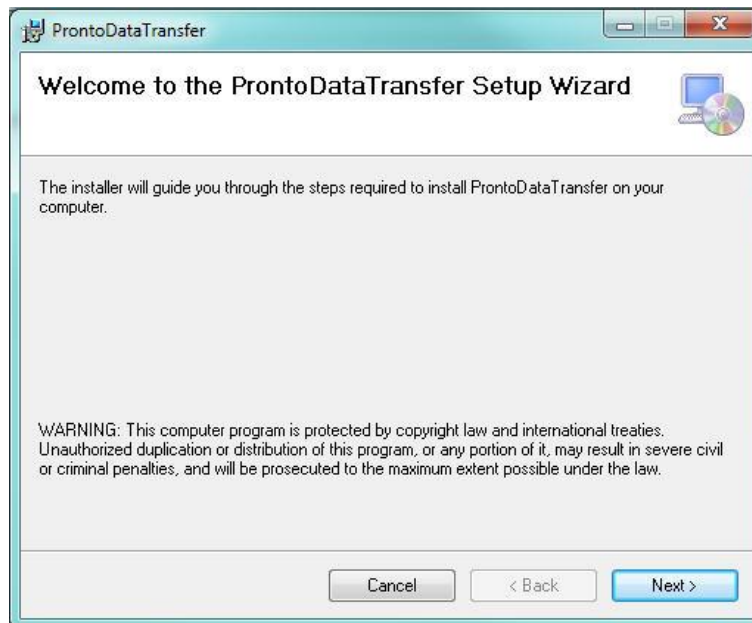 ProntoDataTransfer
Welcome to the ProntoDataTransfer Setup Wizard
The installer will guide you through the steps required to install ProntoDataTransfer on your
computer.
WARNING: This computer program is protected by copyright law and international treaties.
Unauthorized duplication or distribution of this program, or any portion of it, may result in severe civil
or criminal penalties, and will be prosecuted to the maximum extent possible under the law.
Cancel < Back Next >